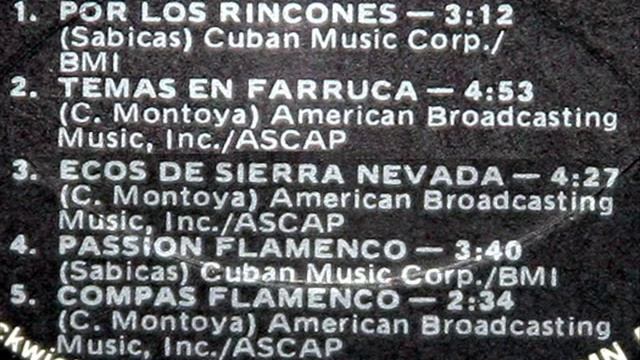 1. POR LOS RINCONES — 3:12
(Sabicas) Cuban Music Corp./
BMI
2. TEMAS EN FARRUCA — 4:53
(C. Montoya) American Broadcasting
Music, Inc./ASCAP
3. ECOS DE SIERRA NEVADA — 4:27
(C. Montoya) American Broadcasting
Music, Inc./ASCAP
4. PASSION FLAMENCO — 3:40
(Sabicas) Cuban Music Corp./BMI
5. COMPAS FLAMENCO — 2:34
(C. Montoya) American Broadcasting
Music, Inc./ASCAP